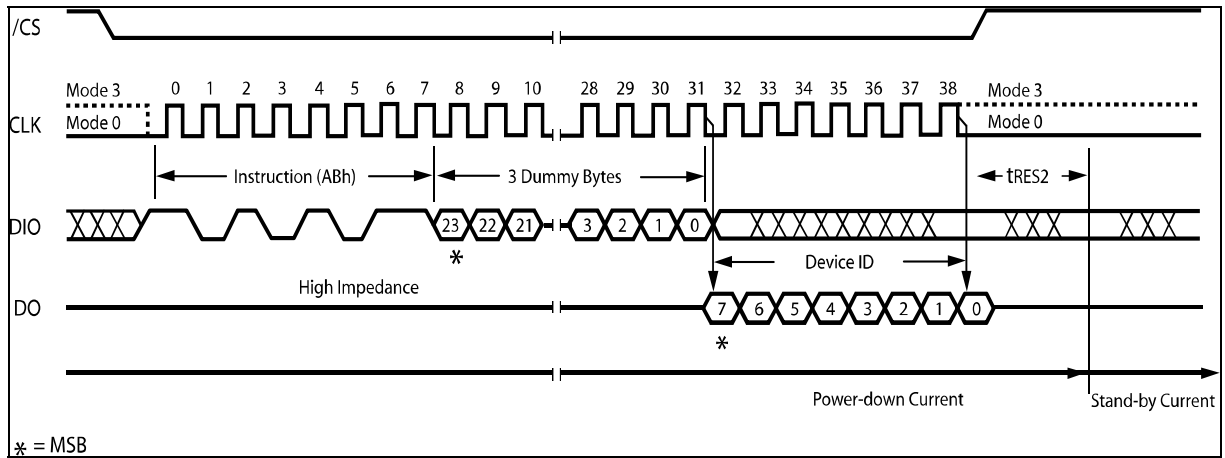 /CS
Mode 3 0 1 2 3 4 5 6 7 8 9 10 28 29 30 31 32 33 34 35 36 37 38 Mode 3
CLK Mode 0 Mode 0
Instruction (ABh) 3 Dummy Bytes tRES2
DIO 23 22 21 3 2 1 0
* Device ID
High Impedance
DO 7 6 5 4 3 2 1 0
*
Power-down Current Stand-by Current
* = MSB